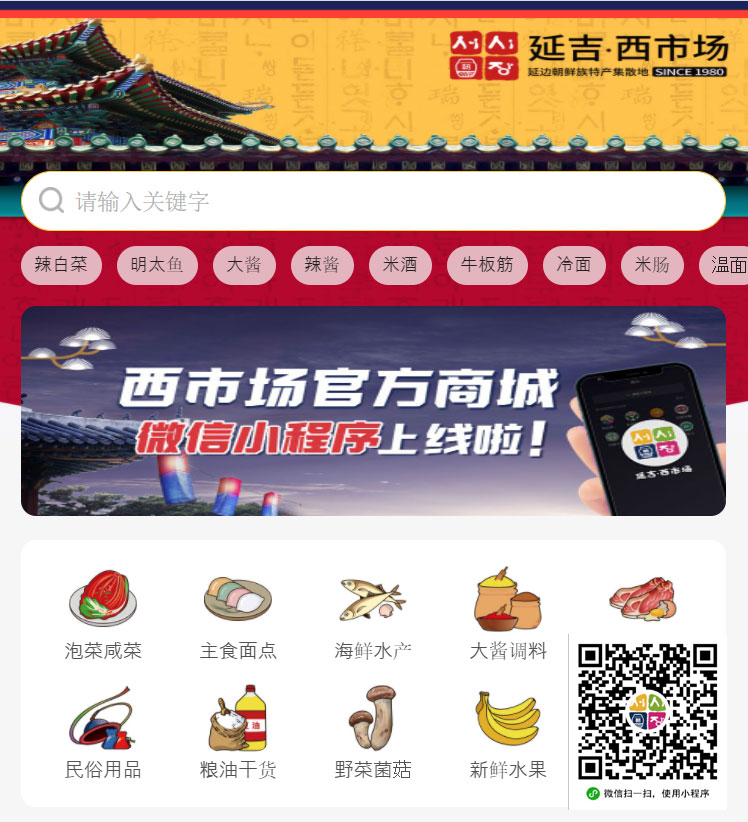 서시
朝장
延吉·西市场
延边朝鲜族特产集散地 SINCE 1980
请输入关键字
辣白菜 明太鱼 大酱 辣酱 米酒 牛板筋 冷面 米肠 温面
西市场官方商城
微信小程序上线啦!
延吉·西市场
泡菜咸菜 主食面点 海鲜水产 大酱调料
民俗用品 粮油干货 野菜菌菇 新鲜水果
微信扫一扫，使用小程序